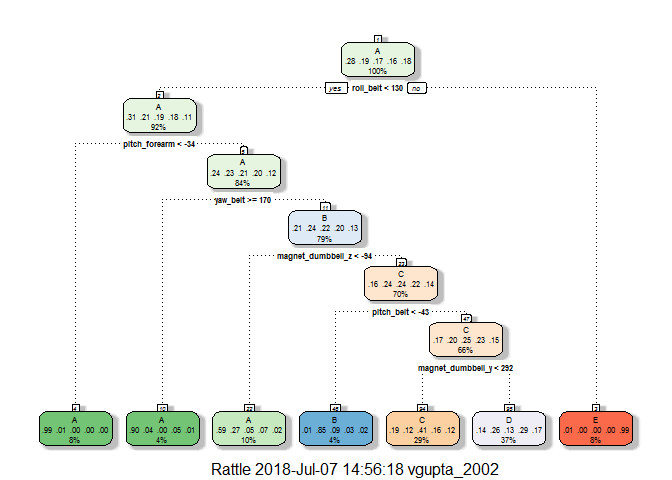 1
A
.28 .19 .17 .16 .18
100%
yes roll_belt < 130 no
2
A
.31 .21 .19 .18 .11
92%
pitch_forearm < -34
5
A
.24 .23 .21 .20 .12
84%
yaw_belt >= 170
11
B
.21 .24 .22 .20 .13
79%
magnet_dumbbell_z < -94
23
C
.16 .24 .24 .22 .14
70%
pitch_belt < -43
47
C
.17 .20 .25 .23 .15
66%
magnet_dumbbell_y < 292
4 10 22 46 94 95 3
A A A B C D E
.99 .01 .00 .00 .00 .90 .04 .00 .05 .01 .59 .27 .05 .07 .02 .01 .85 .09 .03 .02 .19 .12 .41 .16 .12 .14 .26 .13 .29 .17 .01 .00 .00 .00 .99
8% 4% 10% 4% 29% 37% 8%
Rattle 2018-Jul-07 14:56:18 vgupta_2002